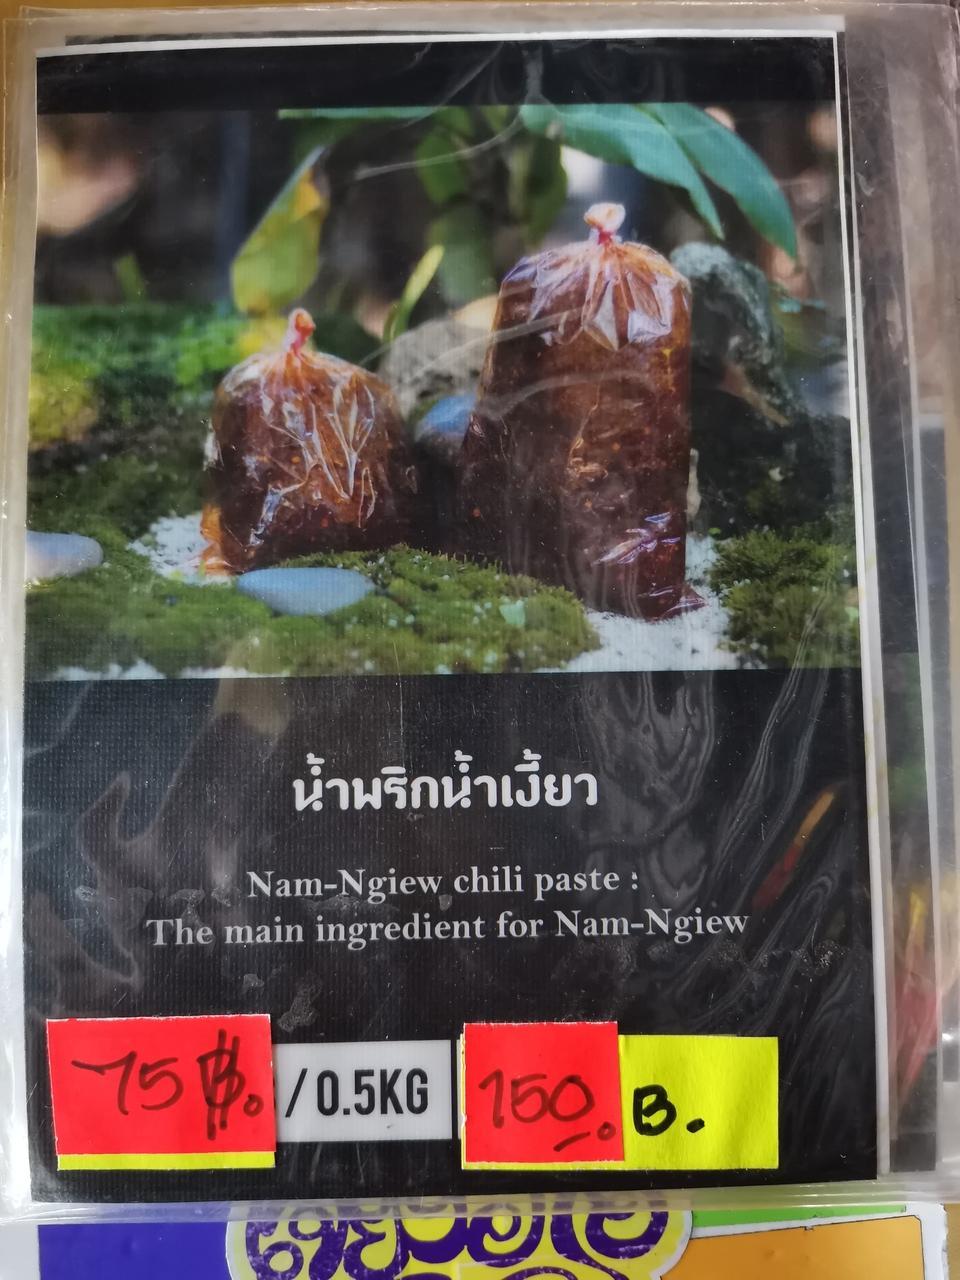 น้ำพริกน้ำเงี้ยว
Nam-Ngiew chili paste :
The main ingredient for Nam-Ngiew
75 ฿. / 0.5KG 150. B.